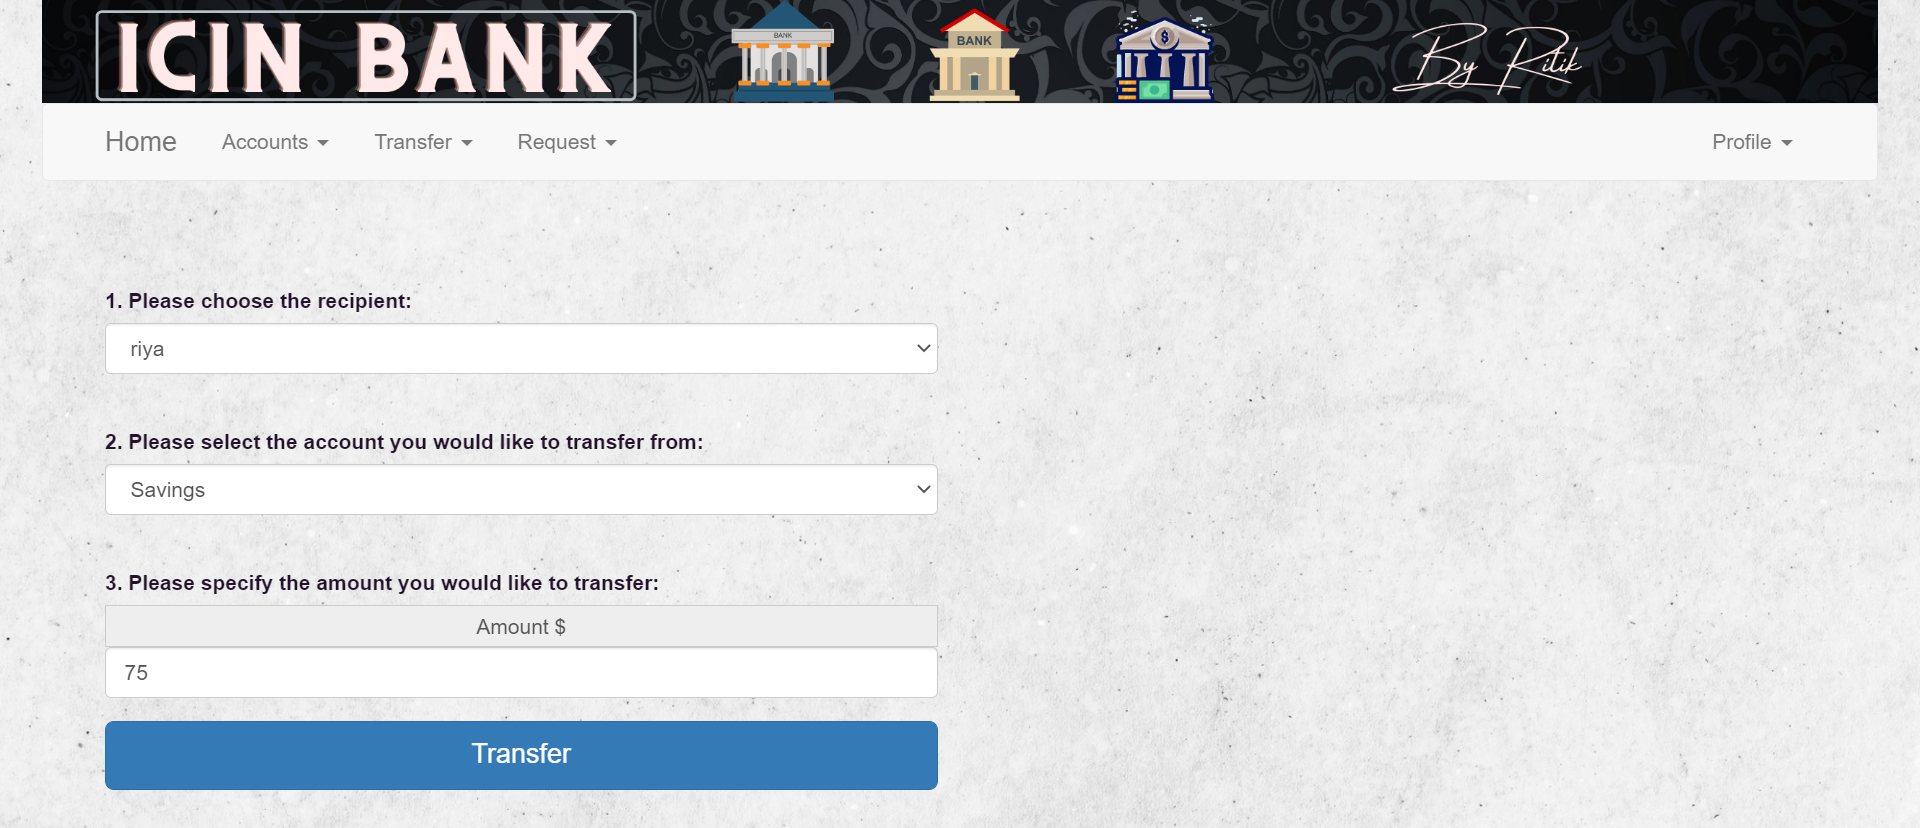 ICIN BANK
BANK
BANK
By Ritik
Home Accounts Transfer Request Profile
1. Please choose the recipient:
riya
2. Please select the account you would like to transfer from:
Savings
3. Please specify the amount you would like to transfer:
Amount $
75
Transfer